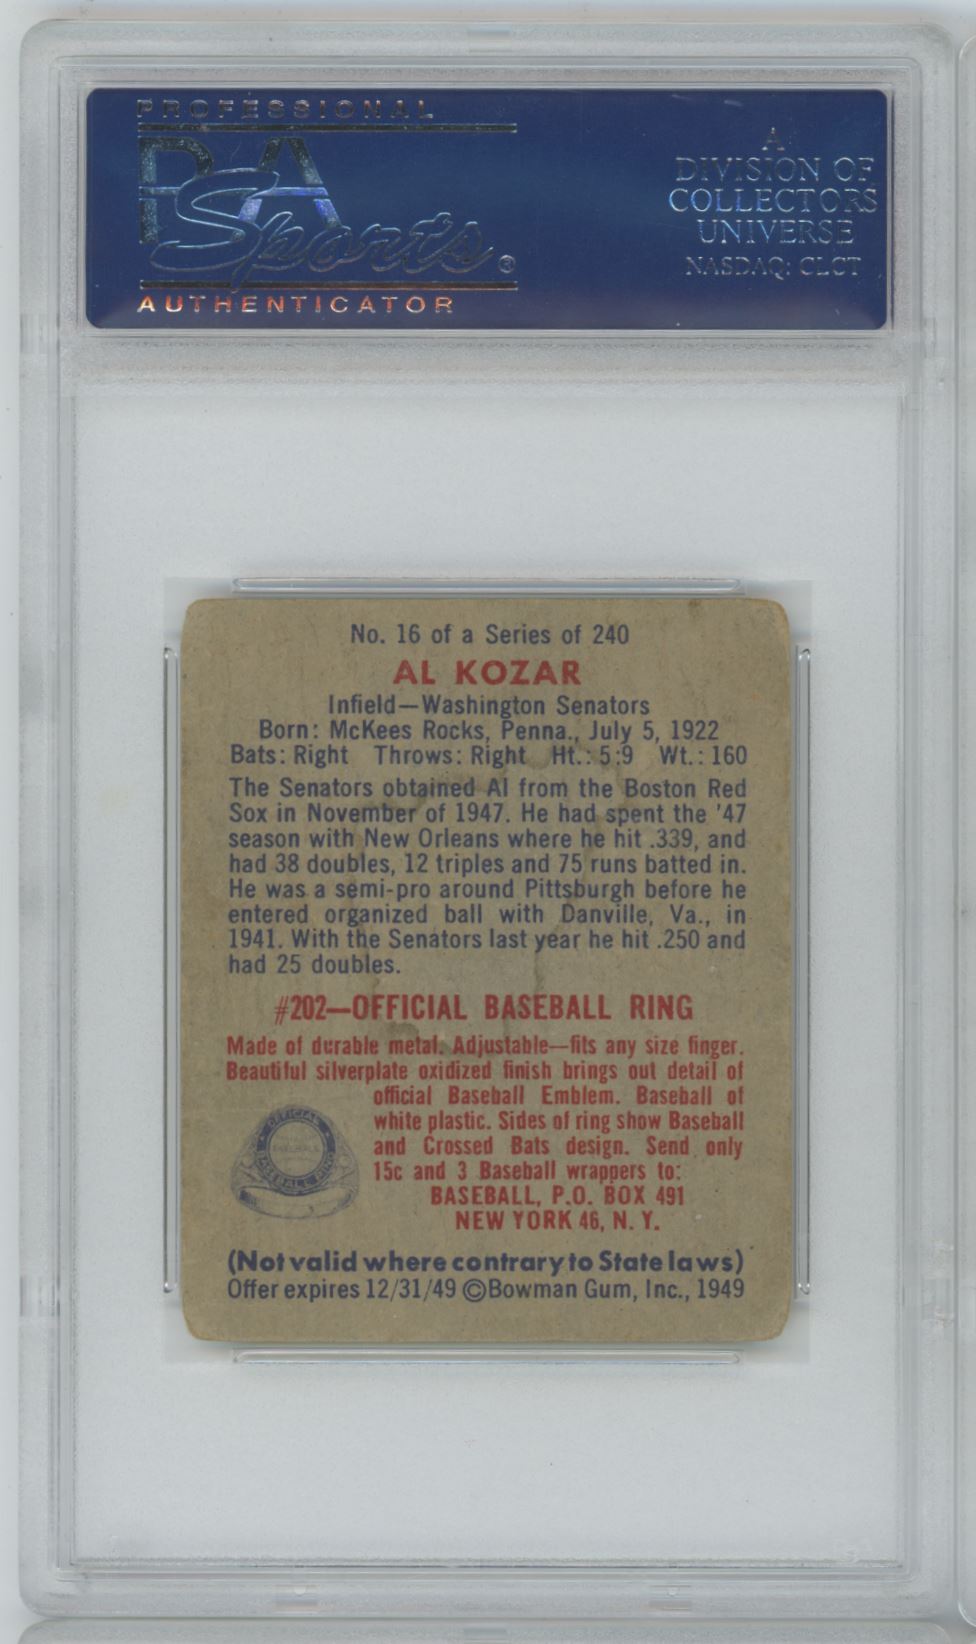 PROFESSIONAL
PSA
Sports®
AUTHENTICATOR
A
DIVISION OF
COLLECTORS
UNIVERSE
NASDAQ: CLCT
No. 16 of a Series of 240
AL KOZAR
Infield—Washington Senators
Born: McKees Rocks, Penna., July 5, 1922
Bats: Right Throws: Right Ht.: 5:9 Wt.: 160
The Senators obtained Al from the Boston Red
Sox in November of 1947. He had spent the '47
season with New Orleans where he hit .339, and
had 38 doubles, 12 triples and 75 runs batted in.
He was a semi-pro around Pittsburgh before he
entered organized ball with Danville, Va., in
1941. With the Senators last year he hit .250 and
had 25 doubles.
#202—OFFICIAL BASEBALL RING
Made of durable metal. Adjustable—fits any size finger.
Beautiful silverplate oxidized finish brings out detail of
official Baseball Emblem. Baseball of
white plastic. Sides of ring show Baseball
and Crossed Bats design. Send only
15c and 3 Baseball wrappers to:
BASEBALL, P.O. BOX 491
NEW YORK 46, N. Y.
OFFICIAL
BASEBALL RING
(Not valid where contrary to State laws)
Offer expires 12/31/49 ©Bowman Gum, Inc., 1949